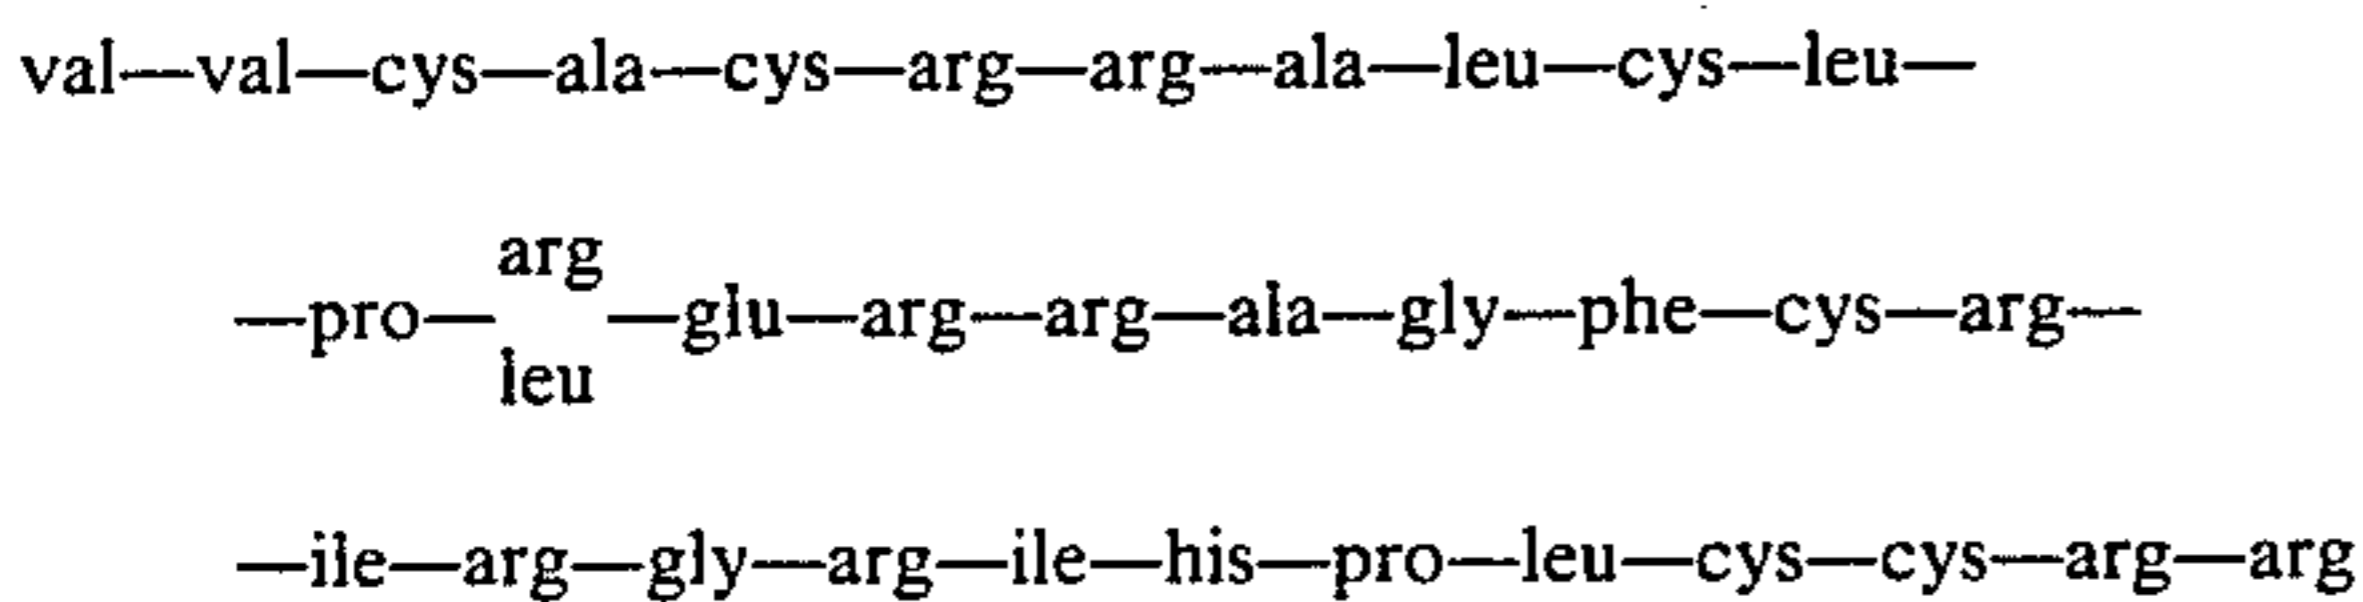 val—val—cys—ala—cys—arg—arg—ala—leu—cys—leu—
arg
—pro— —glu—arg—arg—ala—gly—phe—cys—arg—
leu
—ile—arg—gly—arg—ile—his—pro—leu—cys—cys—arg—arg